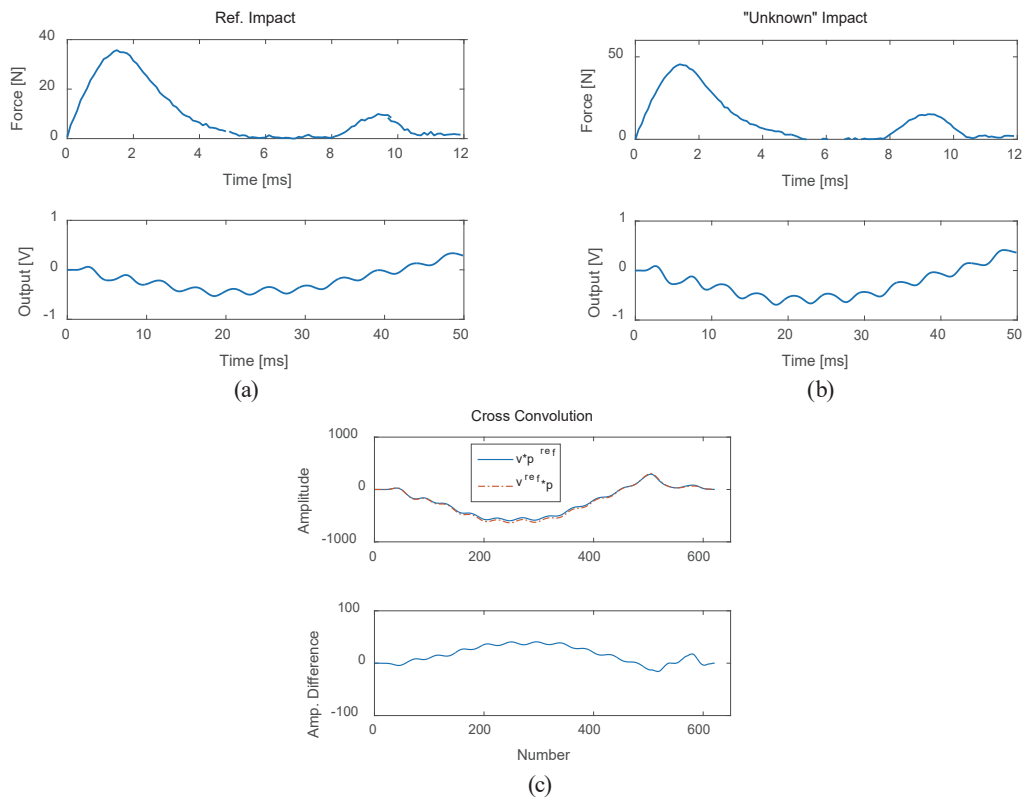 Ref. Impact
Force [N]
40
20
0
0 2 4 6 8 10 12
Time [ms]
Output [V]
1
0
-1
0 10 20 30 40 50
Time [ms]
(a)
"Unknown" Impact
Force [N]
50
0
0 2 4 6 8 10 12
Time [ms]
Output [V]
1
0
-1
0 10 20 30 40 50
Time [ms]
(b)
Cross Convolution
Amplitude
1000
0
-1000
v*p ref
v ref *p
0 200 400 600
Amp. Difference
100
0
-100
0 200 400 600
Number
(c)